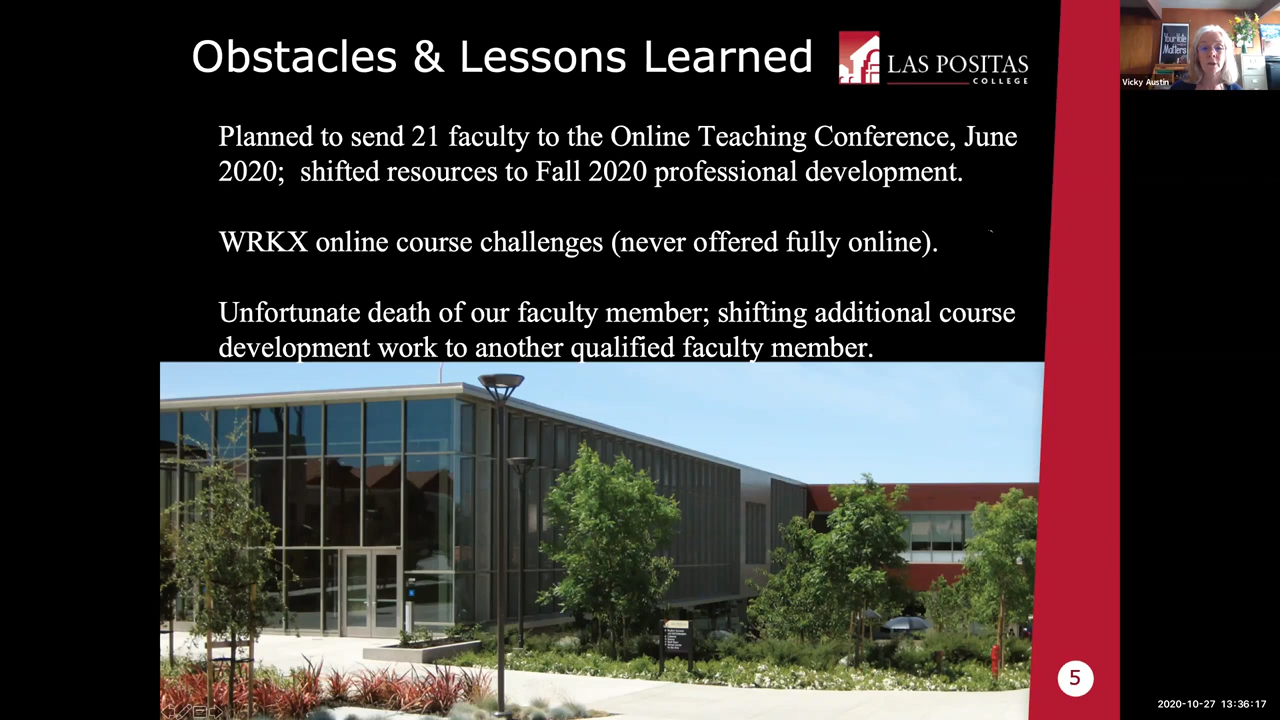 Obstacles & Lessons Learned
LAS POSITAS
COLLEGE
Your Vote
Matters
Vicky Austin
Planned to send 21 faculty to the Online Teaching Conference, June
2020;  shifted resources to Fall 2020 professional development.
WRKX online course challenges (never offered fully online).
Unfortunate death of our faculty member; shifting additional course
development work to another qualified faculty member.
5
2020-10-27 13:36:17